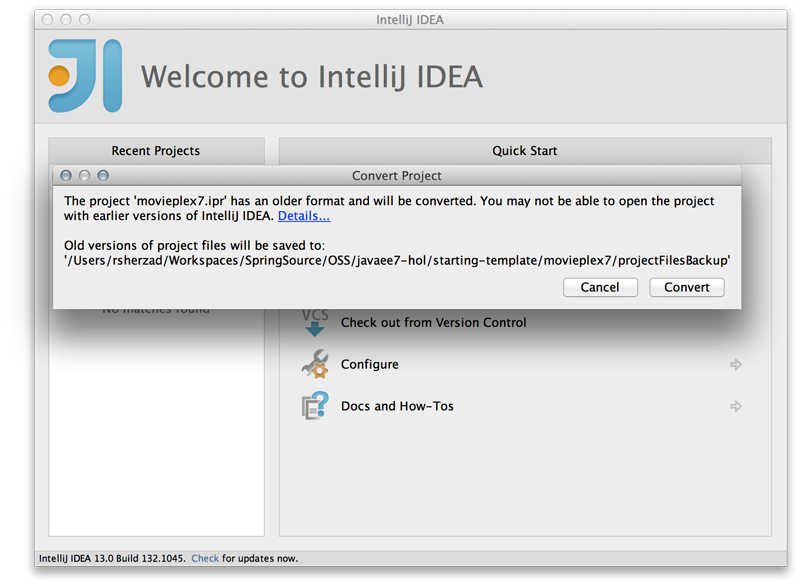 IntelliJ IDEA
Welcome to IntelliJ IDEA
Recent Projects
Quick Start
Convert Project
The project 'movieplex7.ipr' has an older format and will be converted. You may not be able to open the project
with earlier versions of IntelliJ IDEA. Details...
Old versions of project files will be saved to:
'/Users/rsherzad/Workspaces/SpringSource/OSS/javaee7-hol/starting-template/movieplex7/projectFilesBackup'
Cancel
Convert
No matches found
VCS
Check out from Version Control
Configure
Docs and How-Tos
IntelliJ IDEA 13.0 Build 132.1045. Check for updates now.